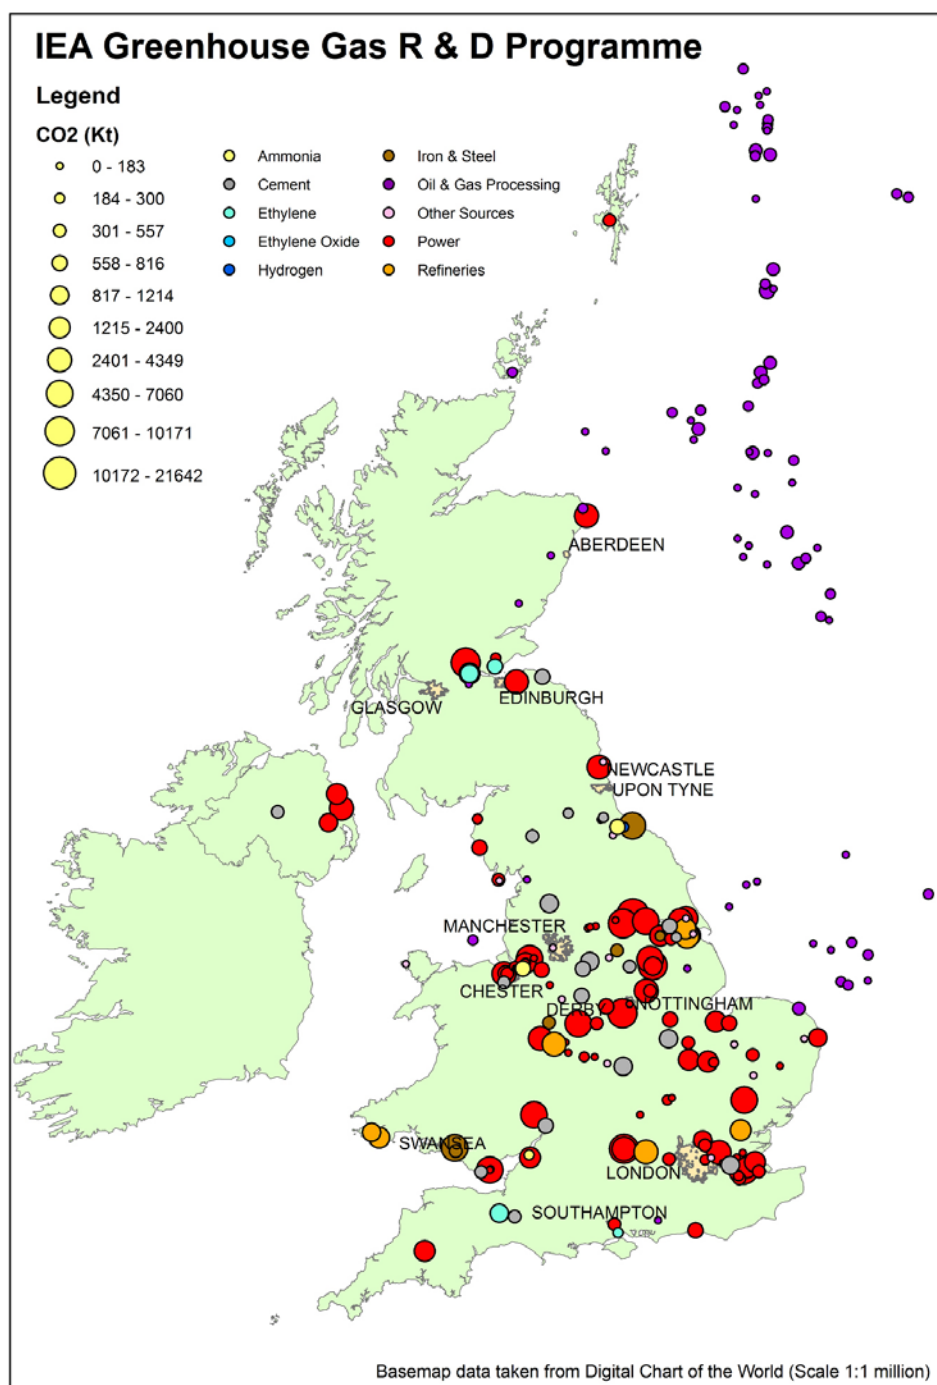 IEA Greenhouse Gas R & D Programme
Legend
CO2 (Kt)
0 - 183
184 - 300
301 - 557
558 - 816
817 - 1214
1215 - 2400
2401 - 4349
4350 - 7060
7061 - 10171
10172 - 21642
Ammonia
Cement
Ethylene
Ethylene Oxide
Hydrogen
Iron & Steel
Oil & Gas Processing
Other Sources
Power
Refineries
ABERDEEN
EDINBURGH
GLASGOW
NEWCASTLE
UPON TYNE
MANCHESTER
CHESTER
DERBY
NOTTINGHAM
SWANSEA
LONDON
SOUTHAMPTON
Basemap data taken from Digital Chart of the World (Scale 1:1 million)